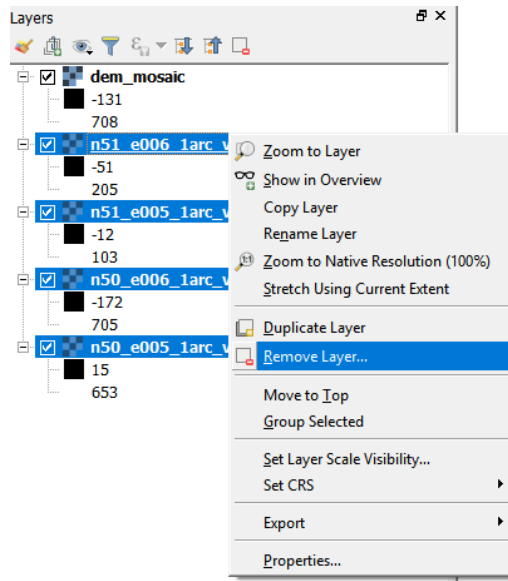 Layers
dem_mosaic
-131
708
n51_e006_1arc_v
-51
205
n51_e005_1arc_v
-12
103
n50_e006_1arc_v
-172
705
n50_e005_1arc_v
15
653
Zoom to Layer
Show in Overview
Copy Layer
Rename Layer
Zoom to Native Resolution (100%)
Stretch Using Current Extent
Duplicate Layer
Remove Layer...
Move to Top
Group Selected
Set Layer Scale Visibility...
Set CRS
Export
Properties...